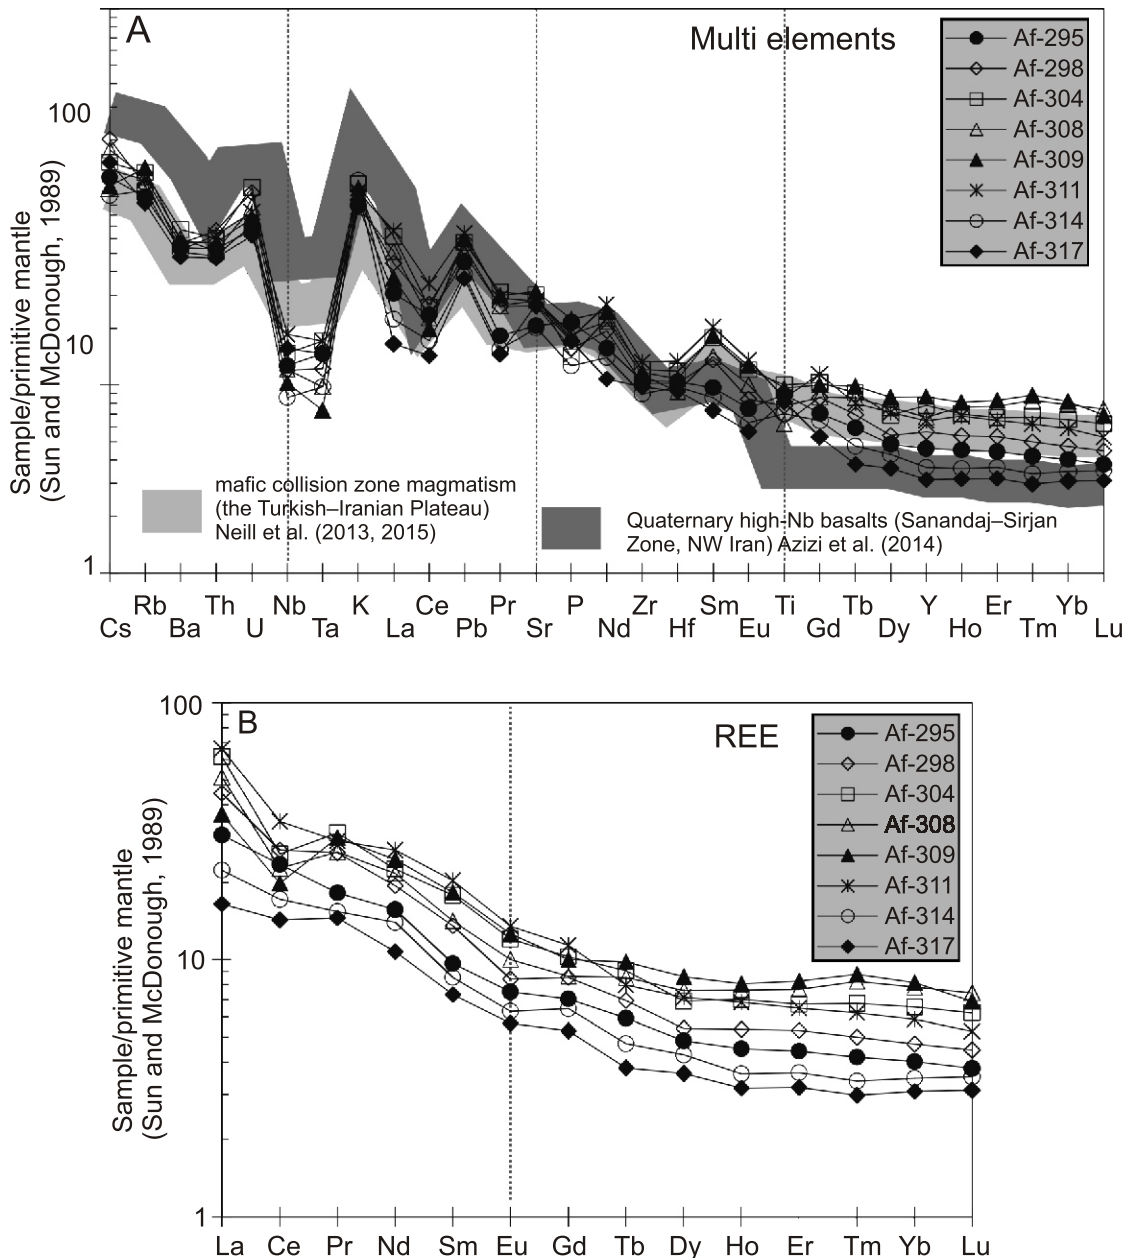 A
Multi elements
Af-295
Af-298
Af-304
Af-308
Af-309
Af-311
Af-314
Af-317
100
10
1
Sample/primitive mantle
(Sun and McDonough, 1989)
mafic collision zone magmatism
(the Turkish–Iranian Plateau)
Neill et al. (2013, 2015)
Quaternary high-Nb basalts (Sanandaj–Sirjan
Zone, NW Iran) Azizi et al. (2014)
Rb Th Nb K Ce Pr P Zr Sm Ti Tb Y Er Yb
Cs Ba U Ta La Pb Sr Nd Hf Eu Gd Dy Ho Tm Lu
B
REE
Af-295
Af-298
Af-304
Af-308
Af-309
Af-311
Af-314
Af-317
100
10
1
Sample/primitive mantle
(Sun and McDonough, 1989)
La Ce Pr Nd Sm Eu Gd Tb Dy Ho Er Tm Yb Lu